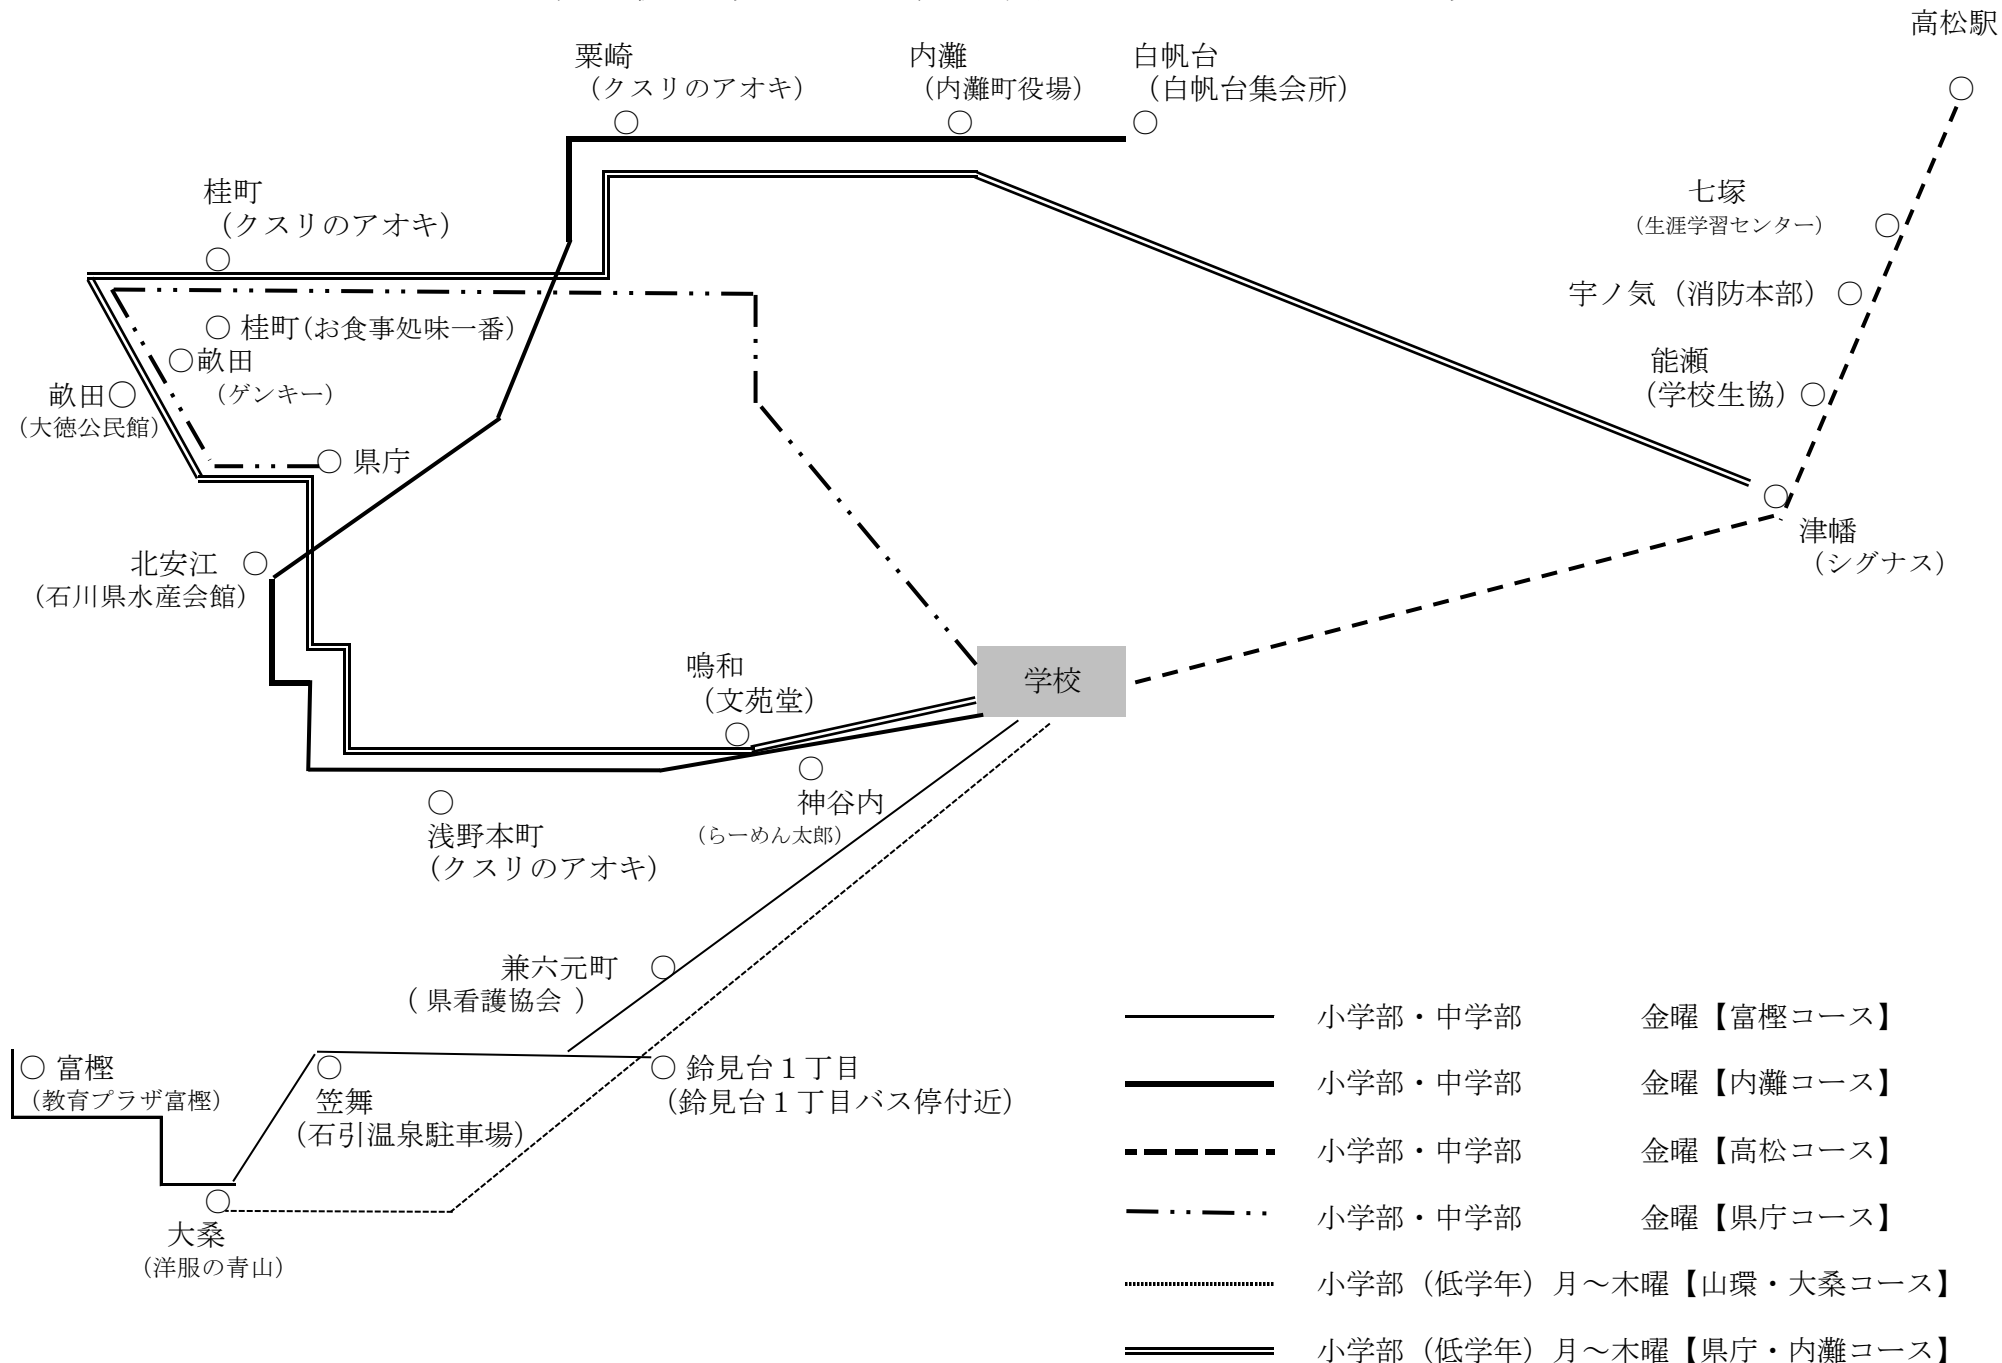 高松駅
粟崎
（クスリのアオキ）
内灘
（内灘町役場）
白帆台
（白帆台集会所）
桂町
（クスリのアオキ）
七塚
（生涯学習センター）
宇ノ気（消防本部）
桂町（お食事処味一番）
畝田
（ゲンキー）
能瀬
（学校生協）
畝田
（大徳公民館）
県庁
津幡
（シグナス）
北安江
（石川県水産会館）
鳴和
（文苑堂）
学校
神谷内
（らーめん太郎）
浅野本町
（クスリのアオキ）
兼六元町
（ 県看護協会 ）
富樫
（教育プラザ富樫）
笠舞
（石引温泉駐車場）
鈴見台１丁目
（鈴見台１丁目バス停付近）
大桑
（洋服の青山）
小学部・中学部　金曜【富樫コース】
小学部・中学部　金曜【内灘コース】
小学部・中学部　金曜【高松コース】
小学部・中学部　金曜【県庁コース】
小学部（低学年）月～木曜【山環・大桑コース】
小学部（低学年）月～木曜【県庁・内灘コース】